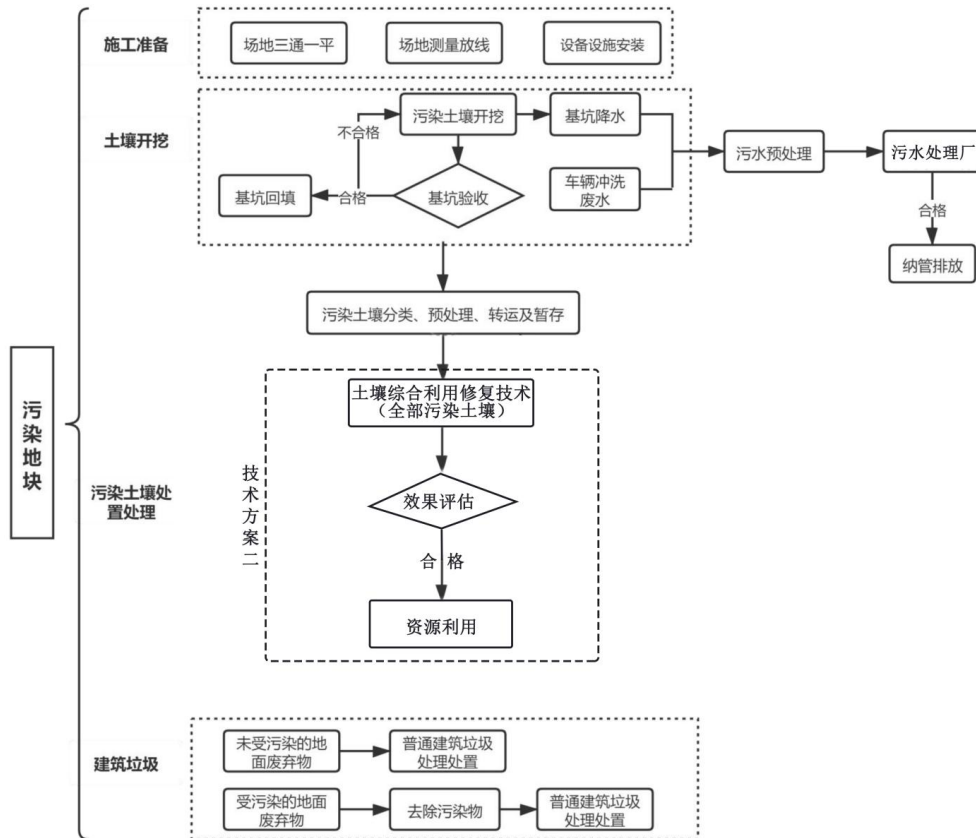 施工准备
场地三通一平
场地测量放线
设备设施安装
土壤开挖
不合格
污染土壤开挖
基坑降水
污水预处理
污水处理厂
基坑回填
合格
基坑验收
车辆冲洗
废水
合格
纳管排放
污染土壤分类、预处理、转运及暂存
污染地块
污染土壤处
置处理
技术方案二
土壤综合利用修复技术
（全部污染土壤）
效果评估
合格
资源利用
建筑垃圾
未受污染的地
面废弃物
普通建筑垃圾
处理处置
受污染的地面
废弃物
去除污染物
普通建筑垃圾
处理处置